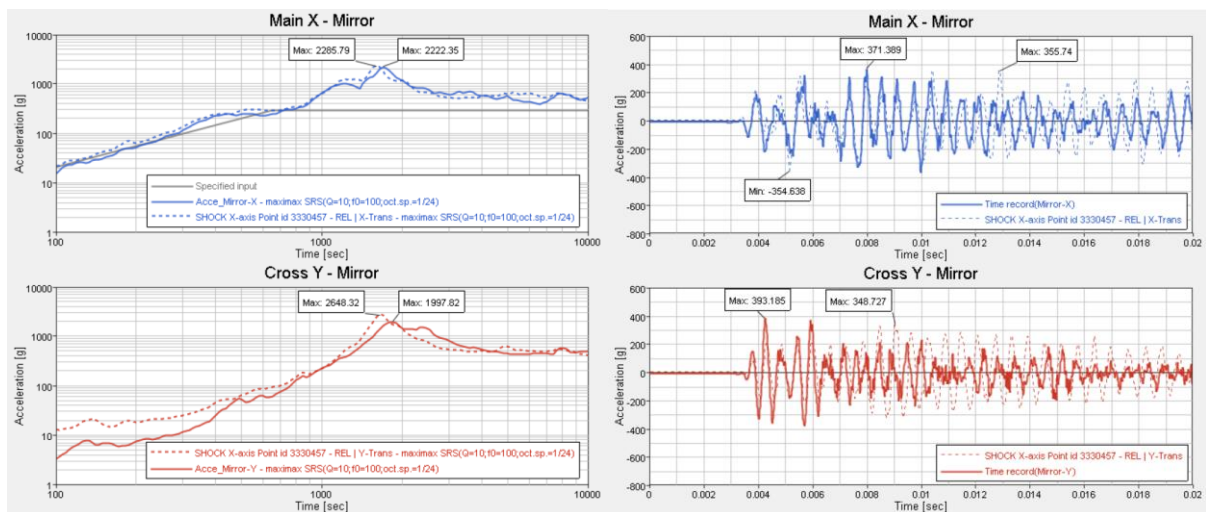 Main X - Mirror
10000
1000
100
10
1
Acceleration [g]
Max: 2285.79
Max: 2222.35
Specified input
Acce_Mirror-X - maximax SRS(Q=10;f0=100;oct.sp.=1/24)
SHOCK X-axis Point id 3330457 - REL | X-Trans - maximax SRS(Q=10;f0=100;oct.sp.=1/24)
100
1000
10000
Time [sec]
Main X - Mirror
600
400
200
0
-200
-400
-600
-800
Acceleration [g]
Max: 371.389
Max: 355.74
Min: -354.638
Time record(Mirror-X)
SHOCK X-axis Point id 3330457 - REL | X-Trans
0
0.002
0.004
0.006
0.008
0.01
0.012
0.014
0.016
0.018
0.02
Time [sec]
Cross Y - Mirror
10000
1000
100
10
1
Acceleration [g]
Max: 2648.32
Max: 1997.82
SHOCK X-axis Point id 3330457 - REL | Y-Trans - maximax SRS(Q=10;f0=100;oct.sp.=1/24)
Acce_Mirror-Y - maximax SRS(Q=10;f0=100;oct.sp.=1/24)
100
1000
10000
Time [sec]
Cross Y - Mirror
600
400
200
0
-200
-400
-600
-800
Acceleration [g]
Max: 393.185
Max: 348.727
SHOCK X-axis Point id 3330457 - REL | Y-Trans
Time record(Mirror-Y)
0
0.002
0.004
0.006
0.008
0.01
0.012
0.014
0.016
0.018
0.02
Time [sec]